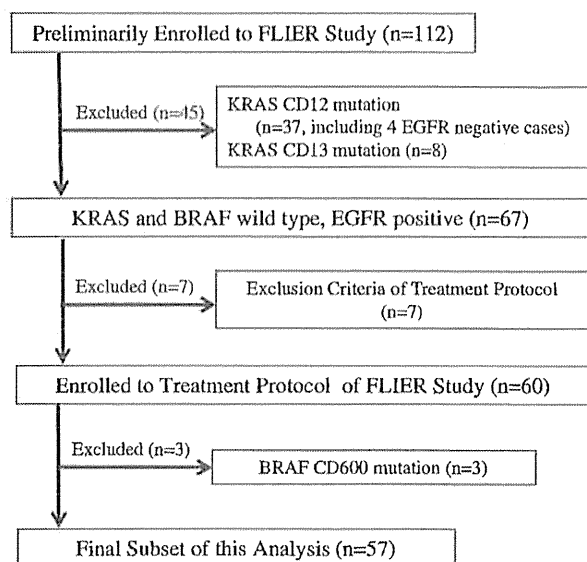 Preliminarily Enrolled to FLIER Study (n=112)
Excluded (n=45)
KRAS CD12 mutation
(n=37, including 4 EGFR negative cases)
KRAS CD13 mutation (n=8)
KRAS and BRAF wild type, EGFR positive (n=67)
Excluded (n=7)
Exclusion Criteria of Treatment Protocol
(n=7)
Enrolled to Treatment Protocol of FLIER Study (n=60)
Excluded (n=3)
BRAF CD600 mutation (n=3)
Final Subset of this Analysis (n=57)